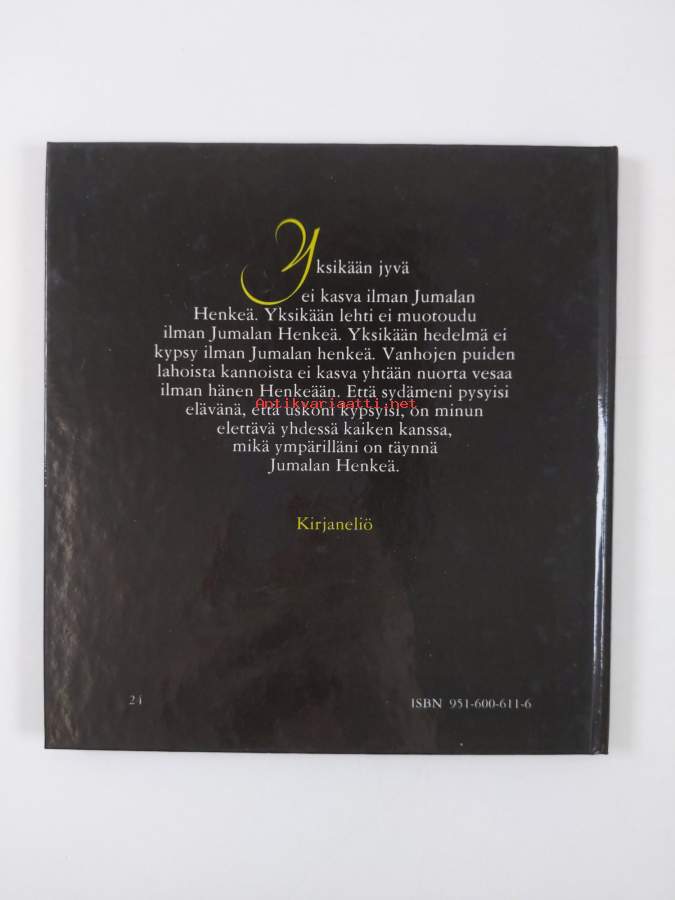 Yksikään jyvä
ei kasva ilman Jumalan
Henkeä. Yksikään lehti ei muotoudu
ilman Jumalan Henkeä. Yksikään hedelmä ei
kypsy ilman Jumalan henkeä. Vanhojen puiden
lahoista kannoista ei kasva yhtään nuorta vesaa
ilman hänen Henkeään. Että sydämeni pysyisi
Antikvariaatti.net
elävänä, että uskoni kypsyisi, on minun
elettävä yhdessä kaiken kanssa,
mikä ympärilläni on täynnä
Jumalan Henkeä.
Kirjaneliö
24
ISBN 951-600-611-6